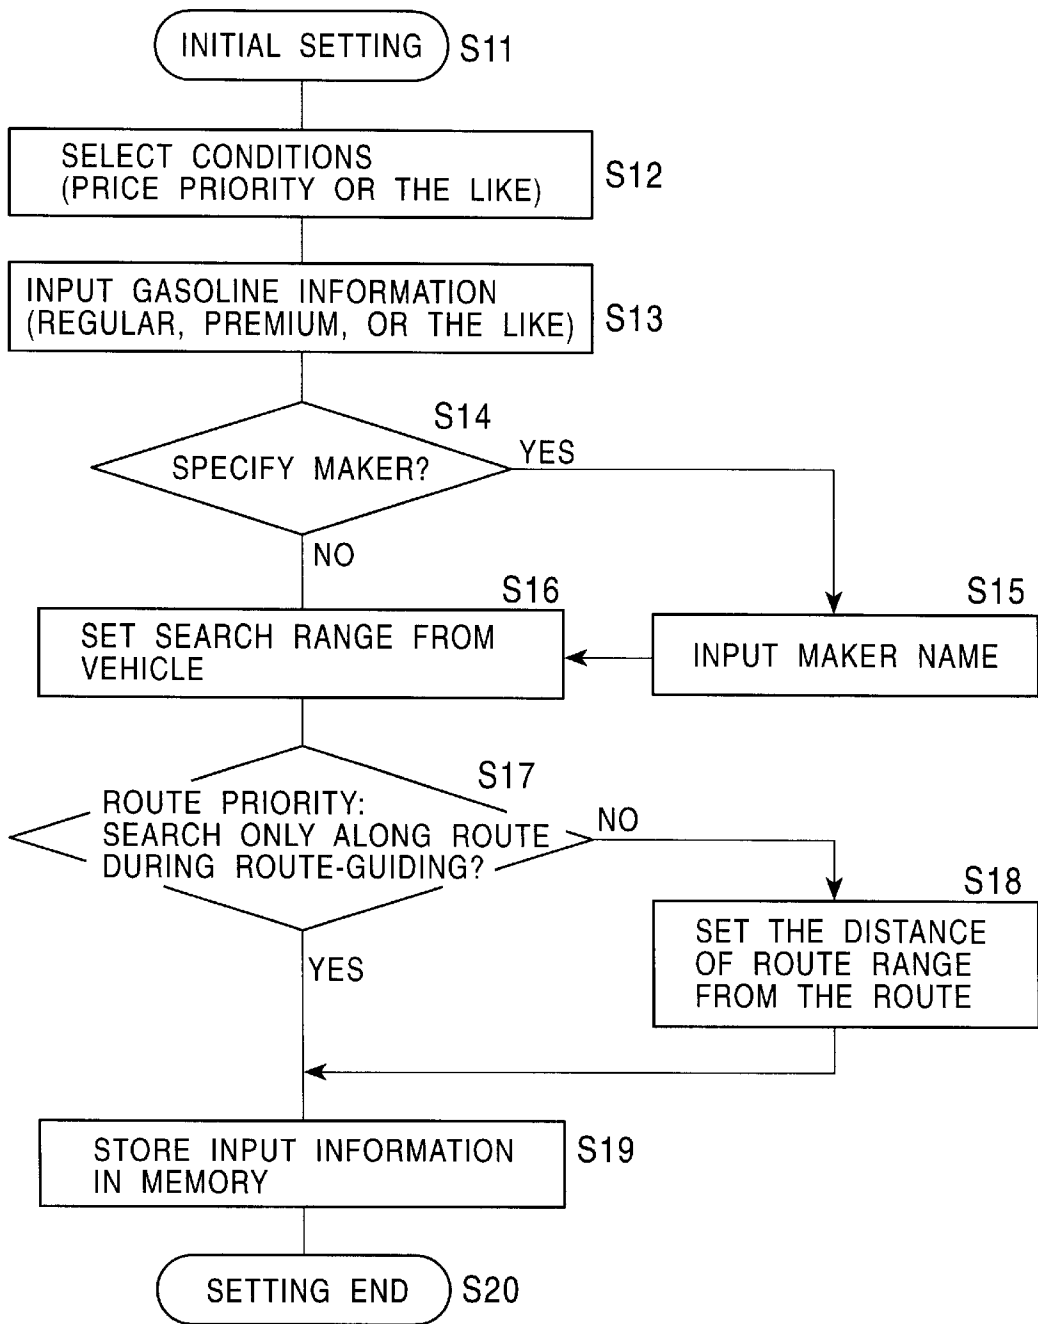 INITIAL SETTING
S11
SELECT CONDITIONS
(PRICE PRIORITY OR THE LIKE)
S12
INPUT GASOLINE INFORMATION
(REGULAR, PREMIUM, OR THE LIKE)
S13
S14
SPECIFY MAKER?
YES
NO
S16
SET SEARCH RANGE FROM
VEHICLE
S15
INPUT MAKER NAME
S17
ROUTE PRIORITY:
SEARCH ONLY ALONG ROUTE
DURING ROUTE-GUIDING?
NO
YES
S18
SET THE DISTANCE
OF ROUTE RANGE
FROM THE ROUTE
STORE INPUT INFORMATION
IN MEMORY
S19
SETTING END
S20